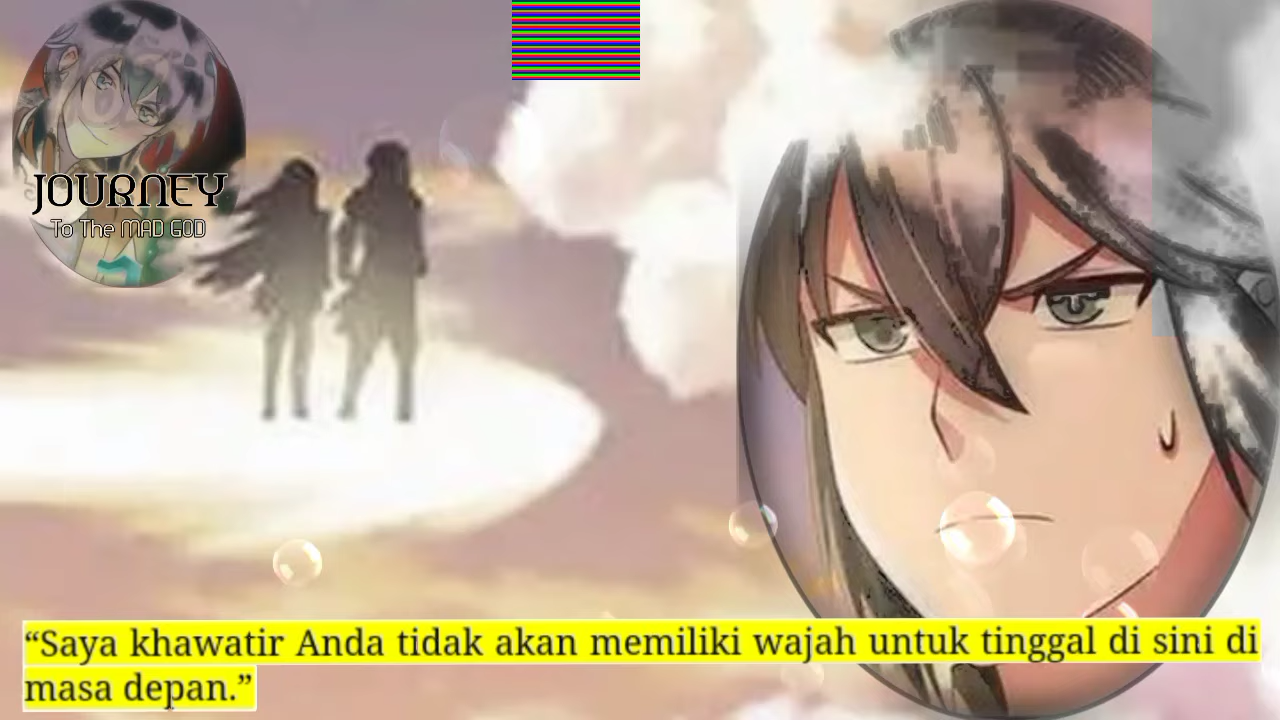 JOURNEY
To The MAD GOD
“Saya khawatir Anda tidak akan memiliki wajah untuk tinggal di sini di
masa depan.”